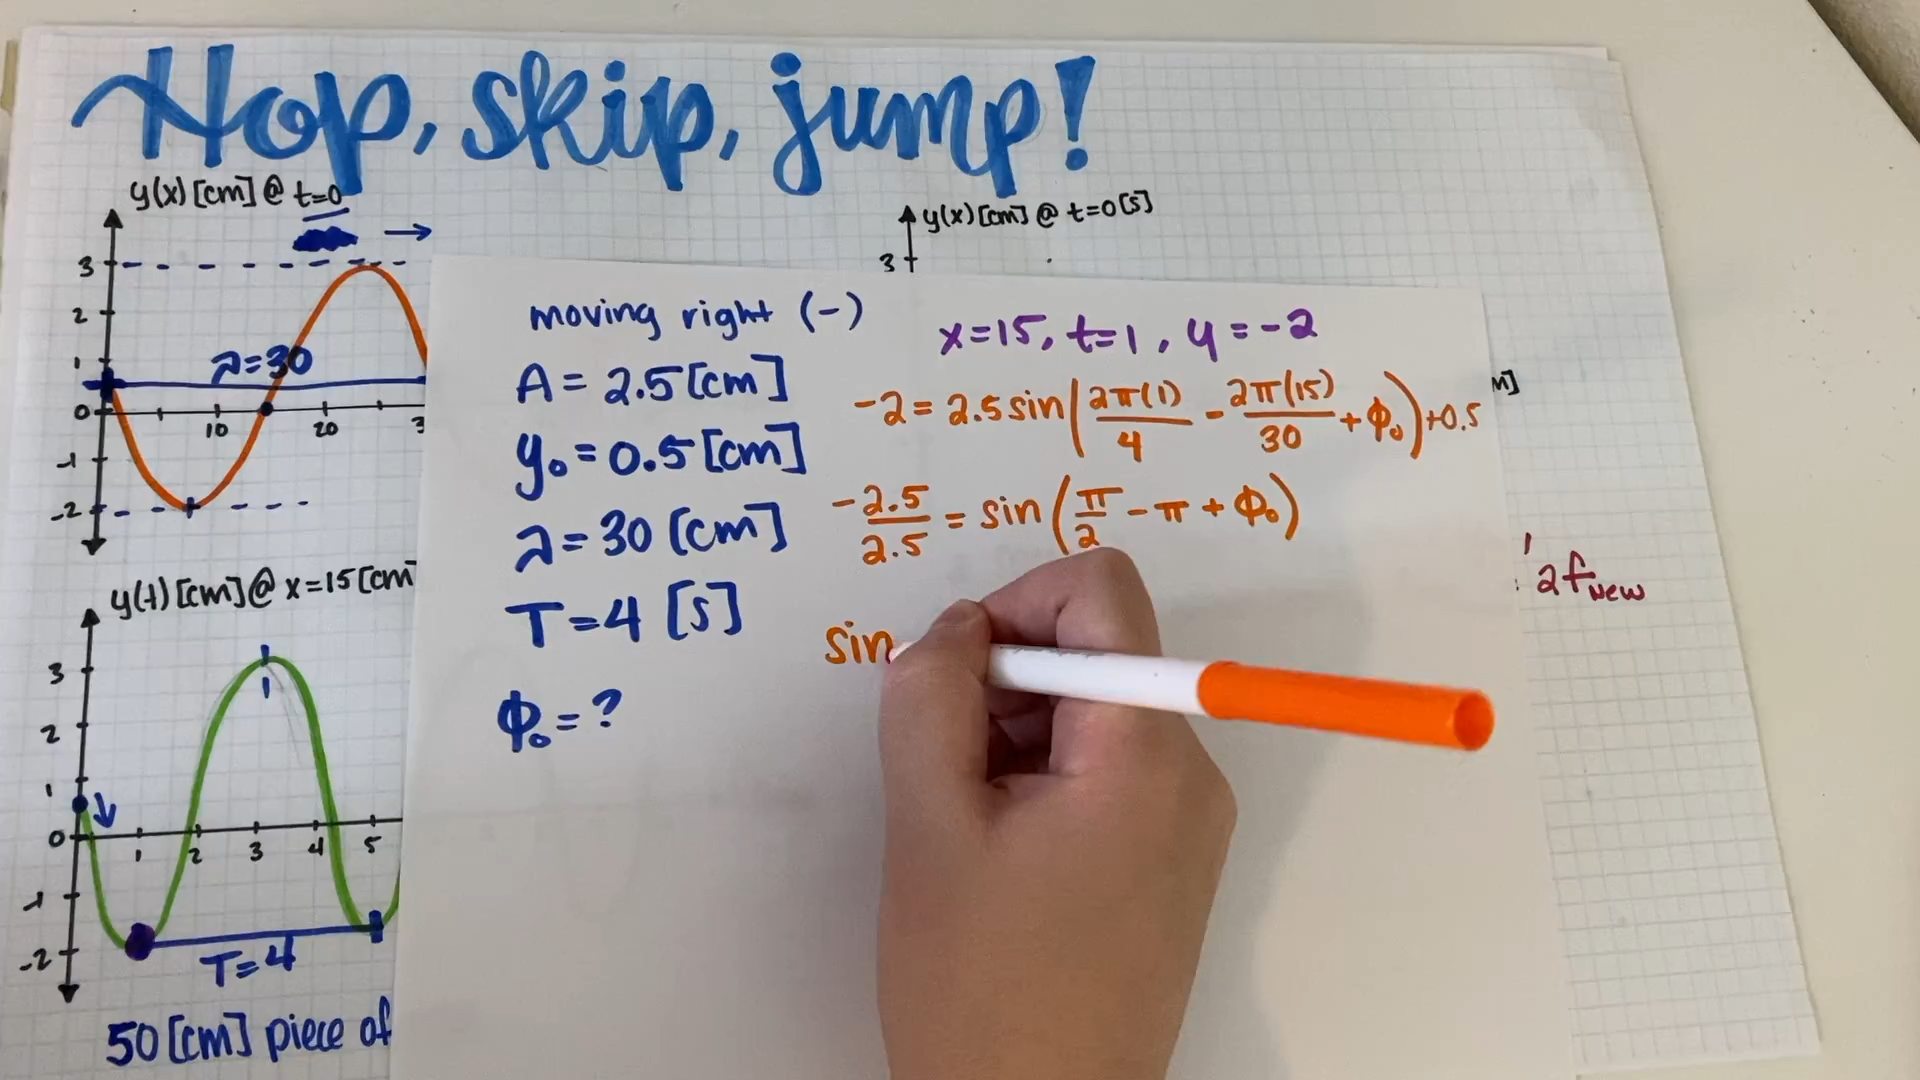 Hop, skip, jump!
y(x) [cm] @ t=0
3
2
1
0
-1
-2
λ=30
10
20
3
y(t) [cm] @ x=15 [cm
3
2
1
0
-1
-2
1
2
3
4
5
T=4
50 [cm] piece of
y(x) [cm] @ t=0 [s]
3
moving right (-)
A = 2.5 [cm]
y₀ = 0.5 [cm]
λ = 30 [cm]
T = 4 [s]
ϕ₀ = ?
x=15, t=1, y=-2
-2 = 2.5 sin(2π(1)/4 - 2π(15)/30 + ϕ₀) + 0.5
-2.5/2.5 = sin(π/2 - π + ϕ₀)
sin
m]
2f_New